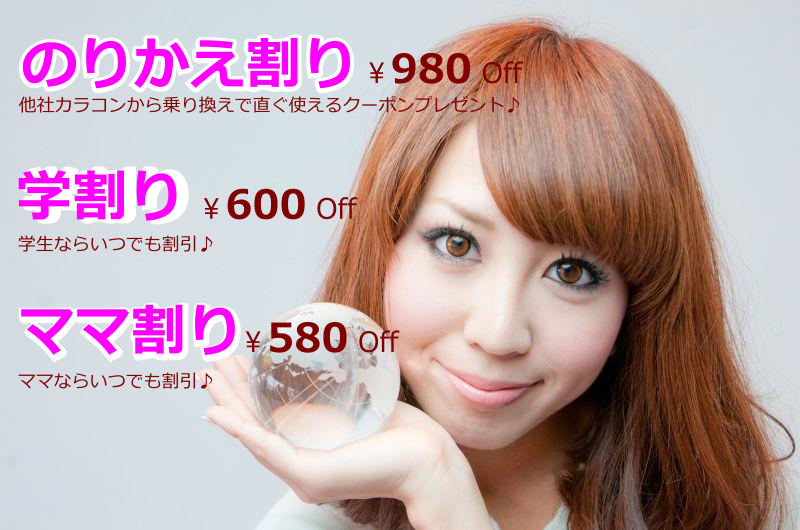 のりかえ割り ¥ 980 Off
他社カラコンから乗り換えで直ぐ使えるクーポンプレゼント♪
学割り ¥ 600 Off
学生ならいつでも割引♪
ママ割り ¥ 580 Off
ママならいつでも割引♪